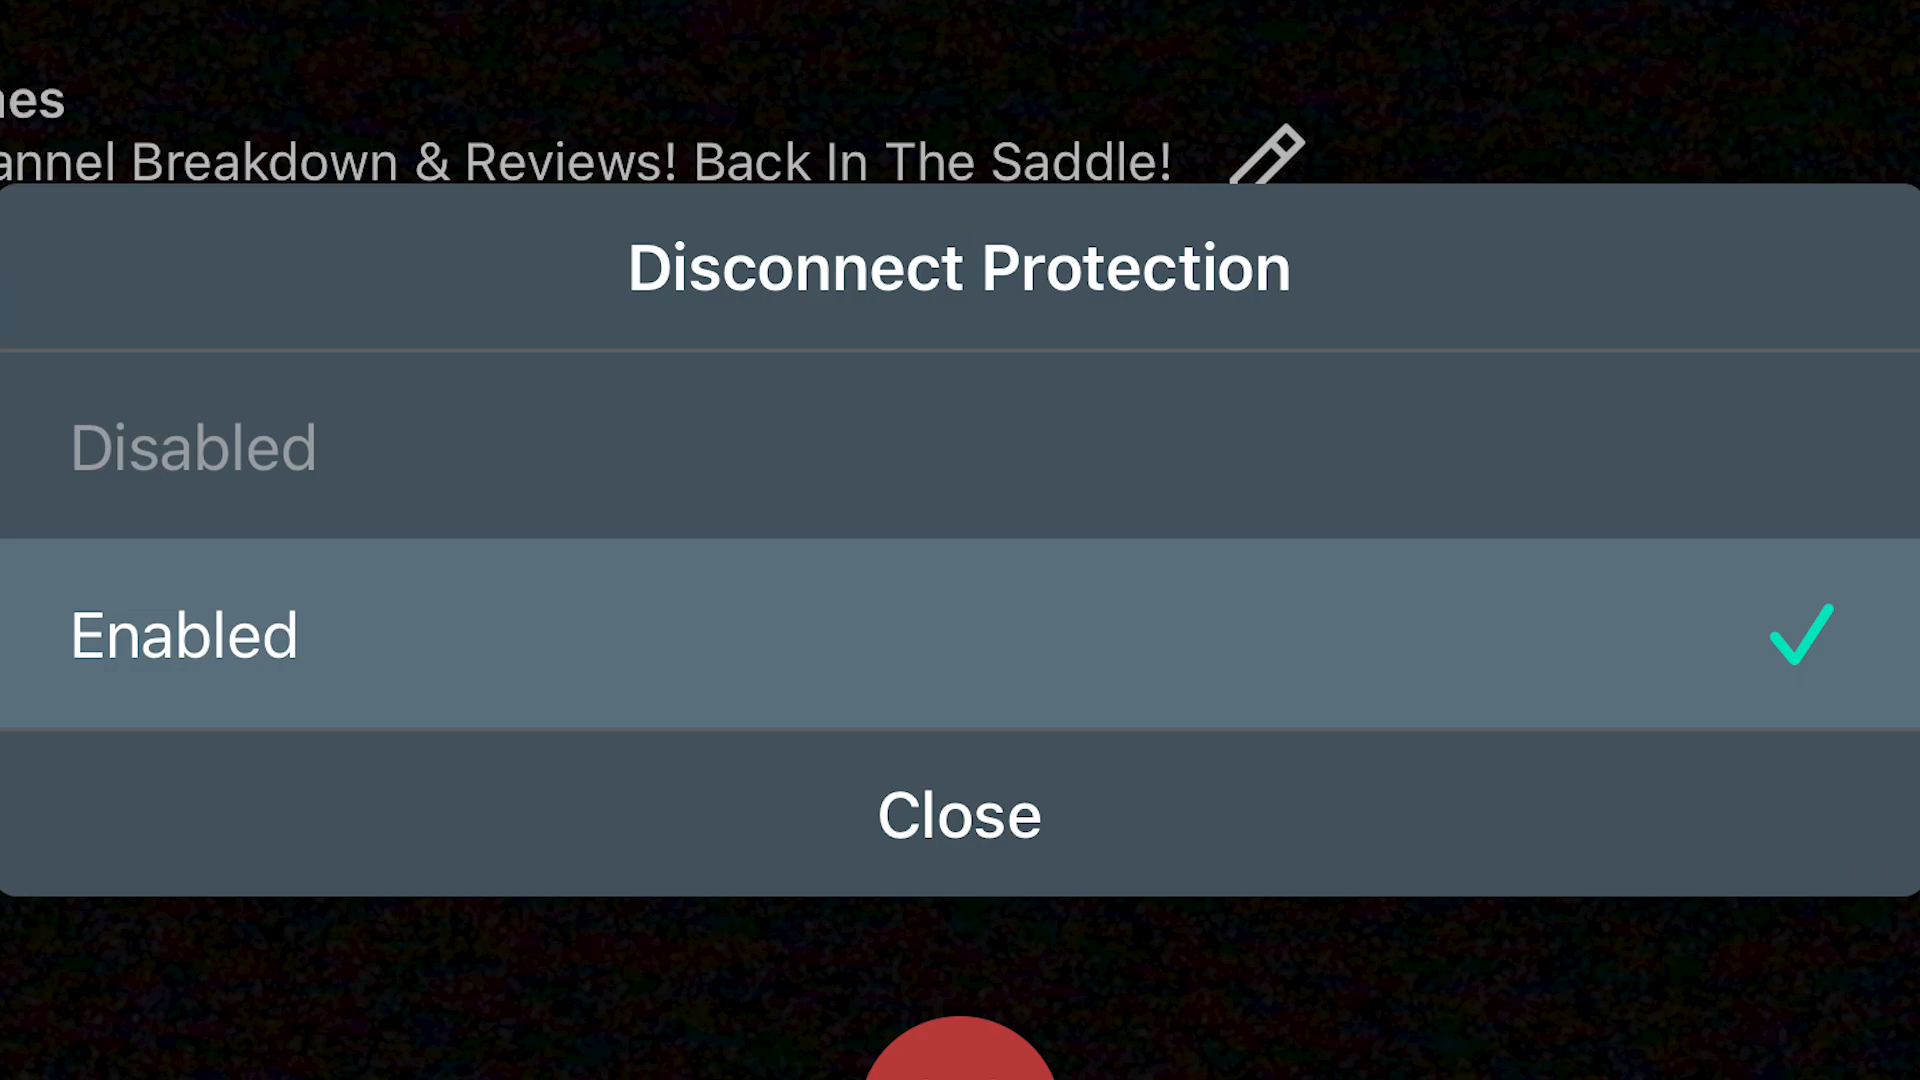 es
annel Breakdown & Reviews! Back In The Saddle!
Disconnect Protection
Disabled
Enabled
Close